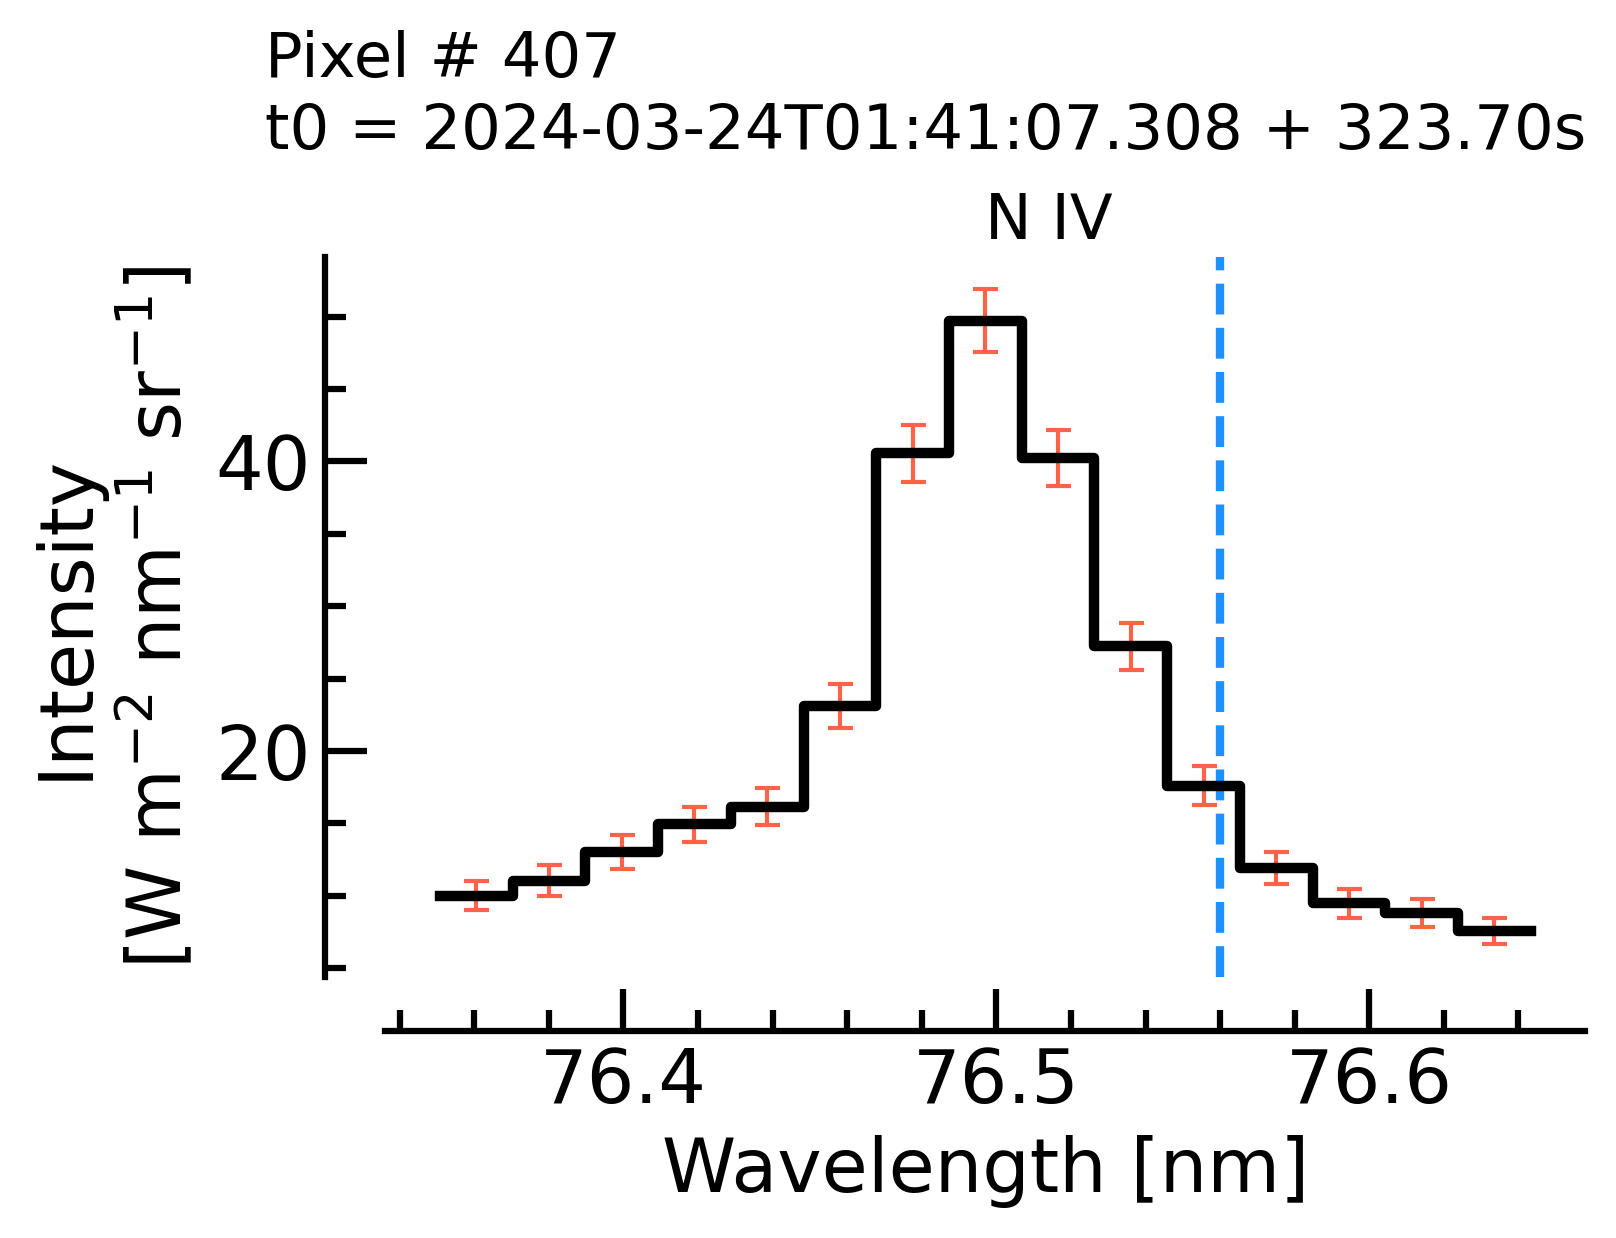 Pixel # 407
t0 = 2024-03-24T01:41:07.308 + 323.70s
N IV
Intensity
[W m⁻² nm⁻¹ sr⁻¹]
40
20
76.4 76.5 76.6
Wavelength [nm]